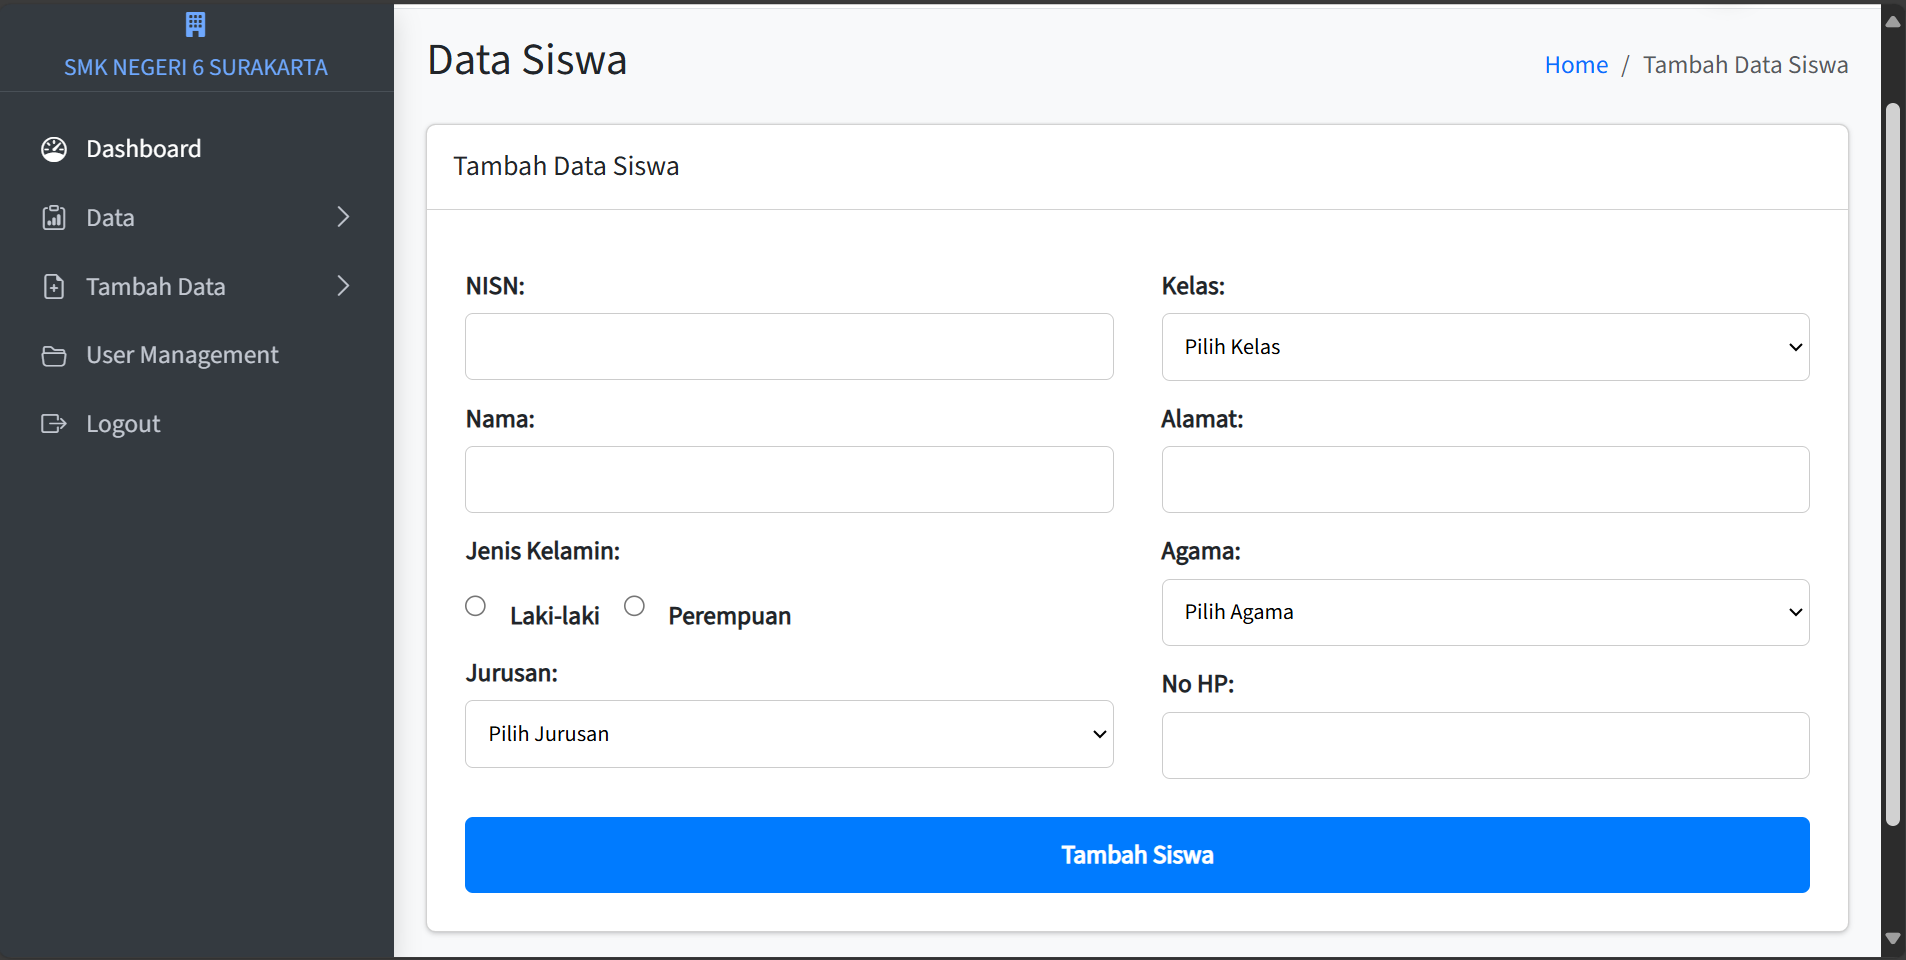 SMK NEGERI 6 SURAKARTA
Dashboard
Data
Tambah Data
User Management
Logout
Data Siswa
Home / Tambah Data Siswa
Tambah Data Siswa
NISN:
Kelas:
Pilih Kelas
Nama:
Alamat:
Jenis Kelamin:
Laki-laki Perempuan
Agama:
Pilih Agama
Jurusan:
Pilih Jurusan
No HP:
Tambah Siswa